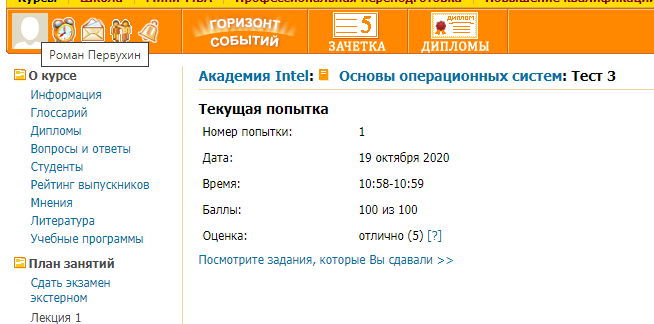 Курсы Школа Мини-МБА Профессиональная переподготовка Повышение квалификации
ГОРИЗОНТ
СОБЫТИЙ
5
ЗАЧЕТКА
ДИПЛОМ
ДИПЛОМЫ
Роман Первухин
О курсе
Информация
Глоссарий
Дипломы
Вопросы и ответы
Студенты
Рейтинг выпускников
Мнения
Литература
Учебные программы
План занятий
Сдать экзамен
экстерном
Лекция 1
Академия Intel: Основы операционных систем: Тест 3
Текущая попытка
Номер попытки: 1
Дата: 19 октября 2020
Время: 10:58-10:59
Баллы: 100 из 100
Оценка: отлично (5) [?]
Посмотрите задания, которые Вы сдавали >>